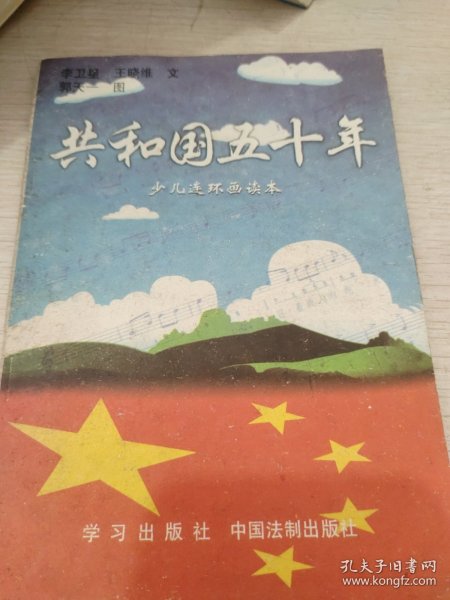 李卫星 王晓维 文
郭天一 图
共和国五十年
少儿连环画读本
学习出版社 中国法制出版社
孔夫子旧书网
www.kongfz.com